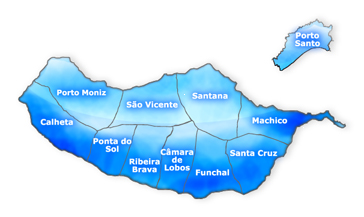 Porto
Santo
Porto Moniz
São Vicente
Santana
Machico
Calheta
Ponta do
Sol
Ribeira
Brava
Câmara
de
Lobos
Funchal
Santa Cruz